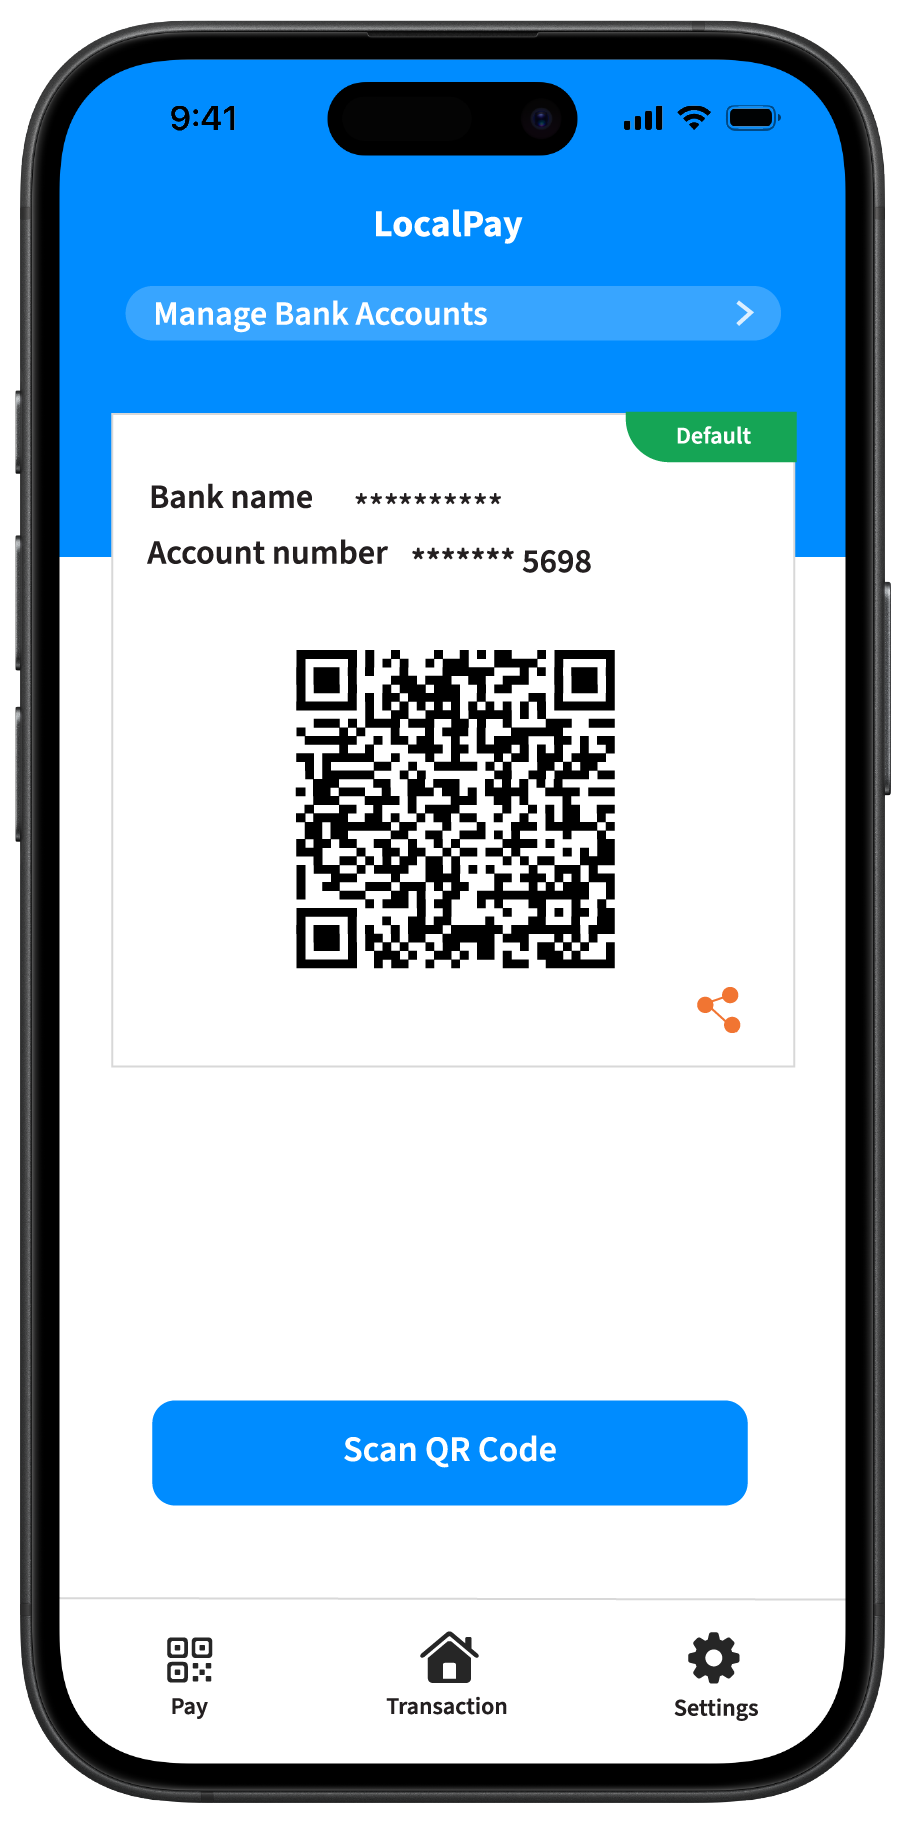 9:41
LocalPay
Manage Bank Accounts
Default
Bank name **********
Account number ******* 5698
Scan QR Code
Pay
Transaction
Settings